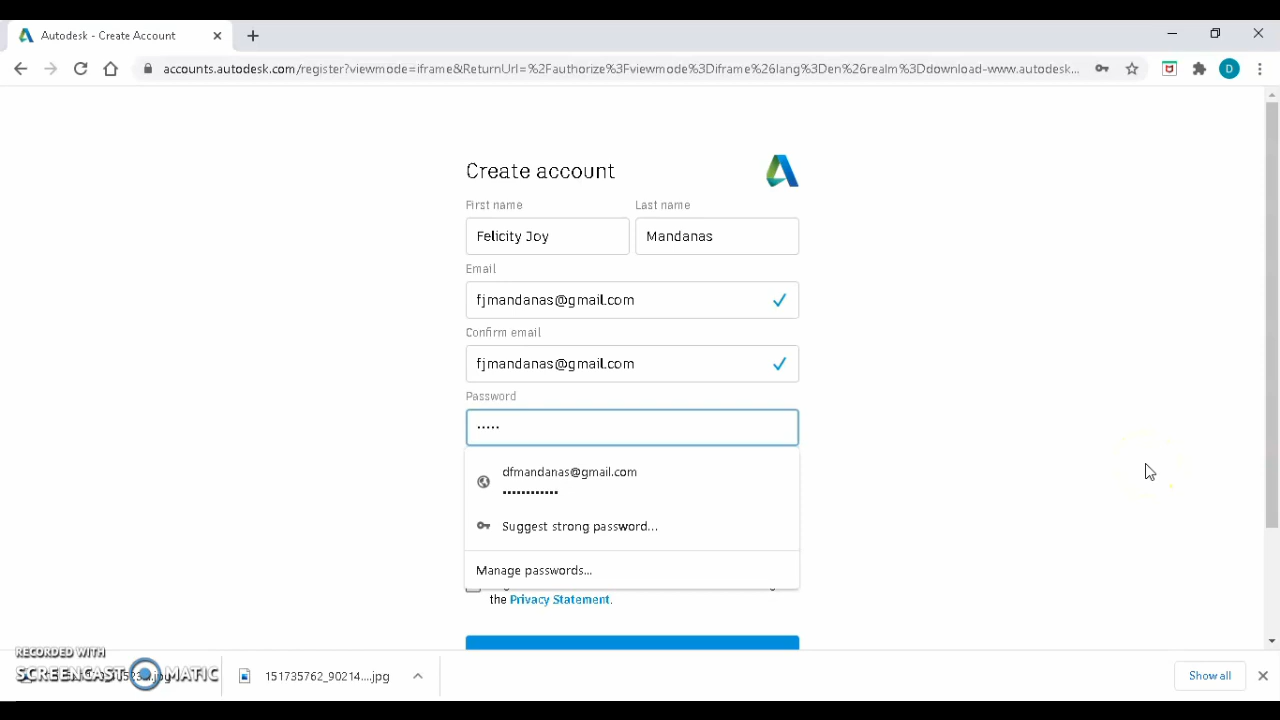 Autodesk - Create Account
accounts.autodesk.com/register?viewmode=iframe&ReturnUrl=%2Fauthorize%3Fviewmode%3Diframe%26lang%3Den%26realm%3Ddownload-www.autodesk...
D
Create account
First name Last name
Felicity Joy Mandanas
Email
fjmandanas@gmail.com
Confirm email
fjmandanas@gmail.com
Password
•••••
dfmandanas@gmail.com
••••••••••••
Suggest strong password...
Manage passwords...
the Privacy Statement.
RECORDED WITH
SCREENCAST-O-MATIC
151735762_90214....jpg
Show all